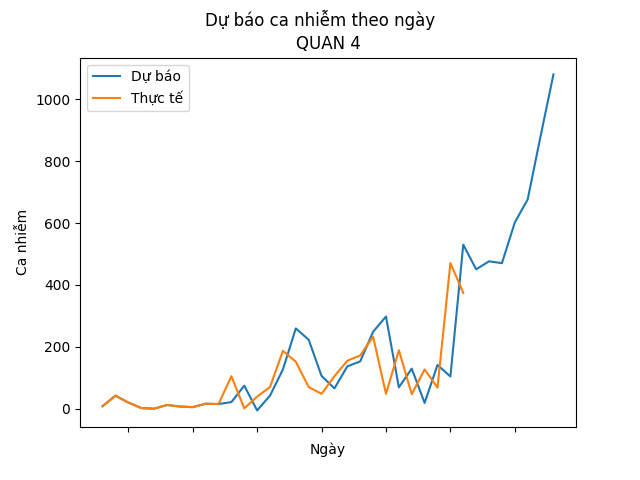 Dự báo ca nhiễm theo ngày
QUAN 4
Dự báo
Thực tế
1000
800
600
400
200
0
Ca nhiễm
Ngày